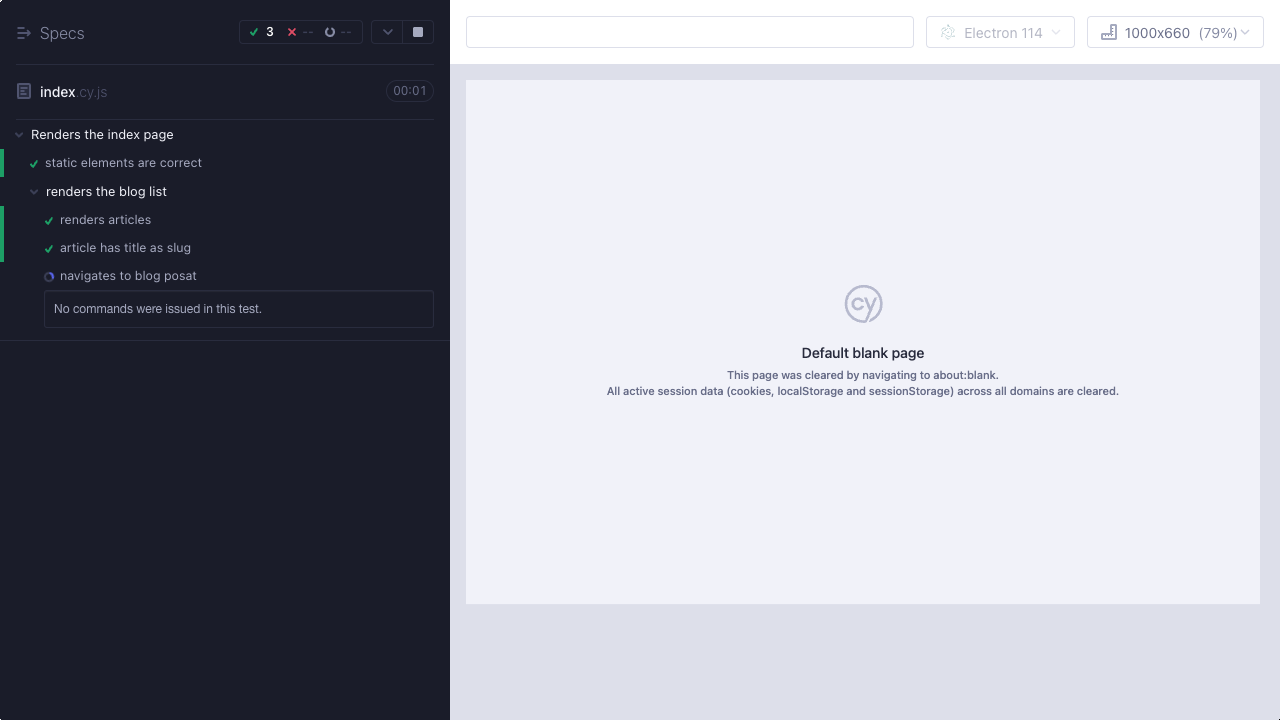 Specs
3 -- --
index.cy.js
00:01
Renders the index page
static elements are correct
renders the blog list
renders articles
article has title as slug
navigates to blog posat
No commands were issued in this test.
Electron 114
1000x660 (79%)
cy
Default blank page
This page was cleared by navigating to about:blank.
All active session data (cookies, localStorage and sessionStorage) across all domains are cleared.